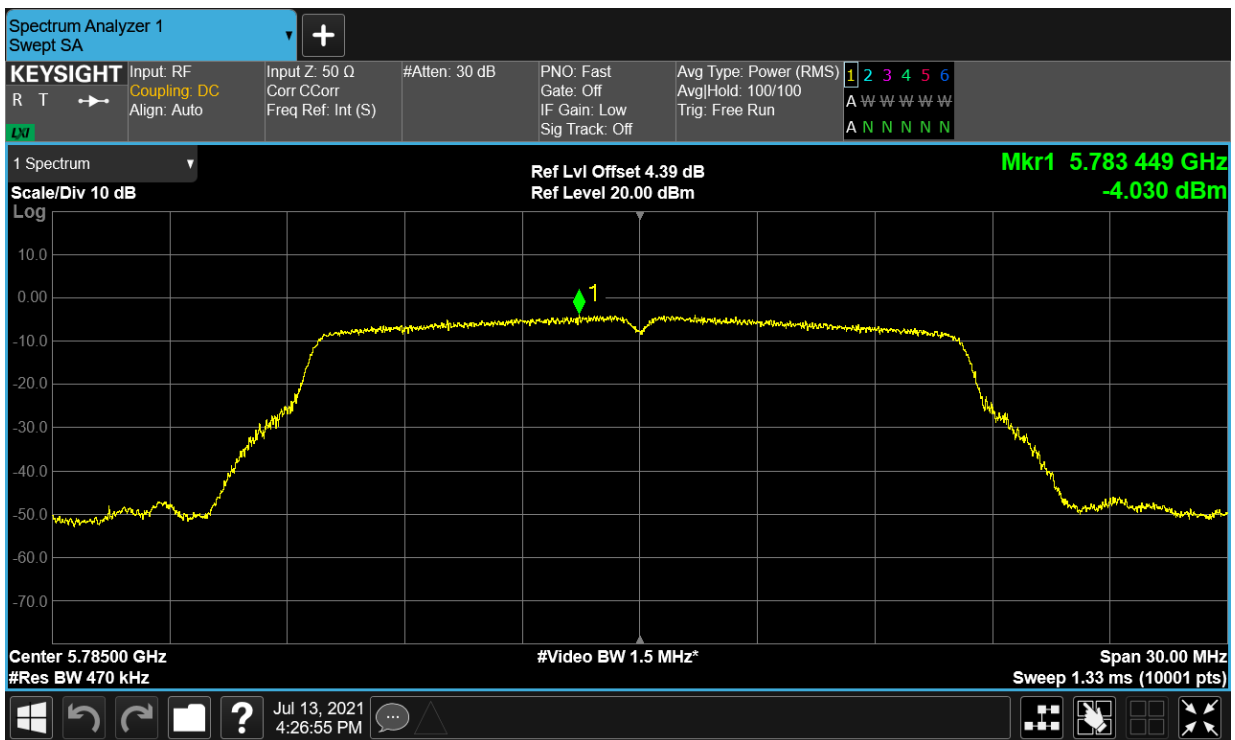 Spectrum Analyzer 1
Swept SA
KEYSIGHT
R T
LXI
Input: RF
Coupling: DC
Align: Auto
Input Z: 50 Ω
Corr CCorr
Freq Ref: Int (S)
#Atten: 30 dB
PNO: Fast
Gate: Off
IF Gain: Low
Sig Track: Off
Avg Type: Power (RMS)
Avg|Hold: 100/100
Trig: Free Run
1 2 3 4 5 6
A W W W W W
A N N N N N
1 Spectrum
Scale/Div 10 dB
Ref Lvl Offset 4.39 dB
Ref Level 20.00 dBm
Mkr1 5.783 449 GHz
-4.030 dBm
Log
10.0
0.00
-10.0
-20.0
-30.0
-40.0
-50.0
-60.0
-70.0
1
Center 5.78500 GHz
#Res BW 470 kHz
#Video BW 1.5 MHz*
Span 30.00 MHz
Sweep 1.33 ms (10001 pts)
?
Jul 13, 2021
4:26:55 PM